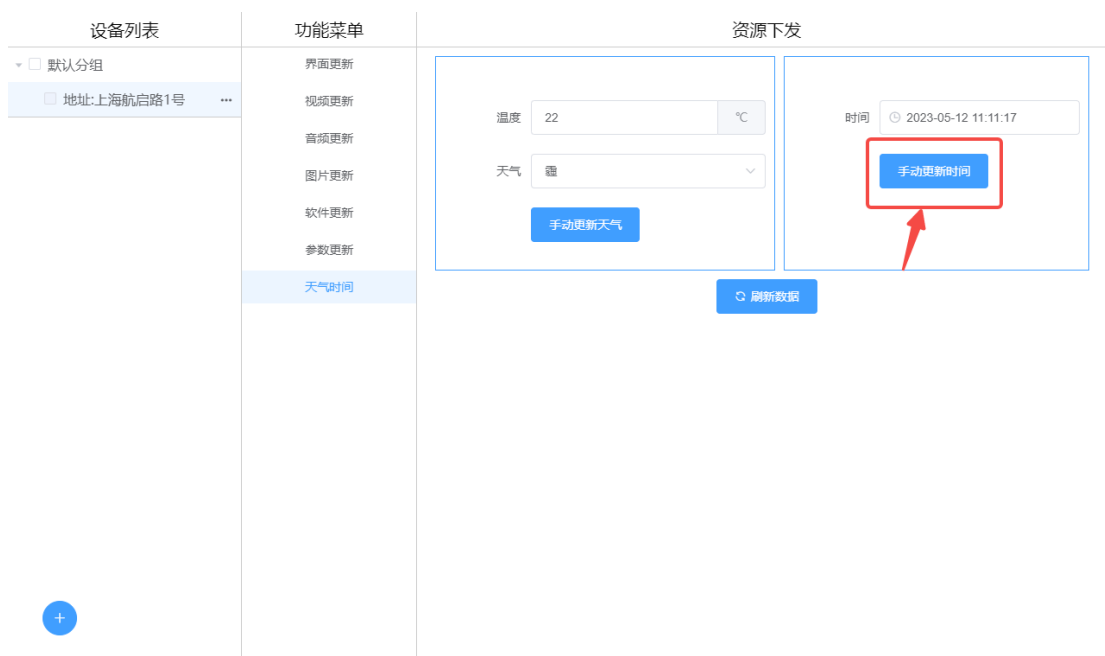 设备列表
默认分组
地址:上海航启路1号
功能菜单
界面更新
视频更新
音频更新
图片更新
软件更新
参数更新
天气时间
资源下发
温度 22 ℃
天气 霾
手动更新天气
时间 2023-05-12 11:11:17
手动更新时间
刷新数据